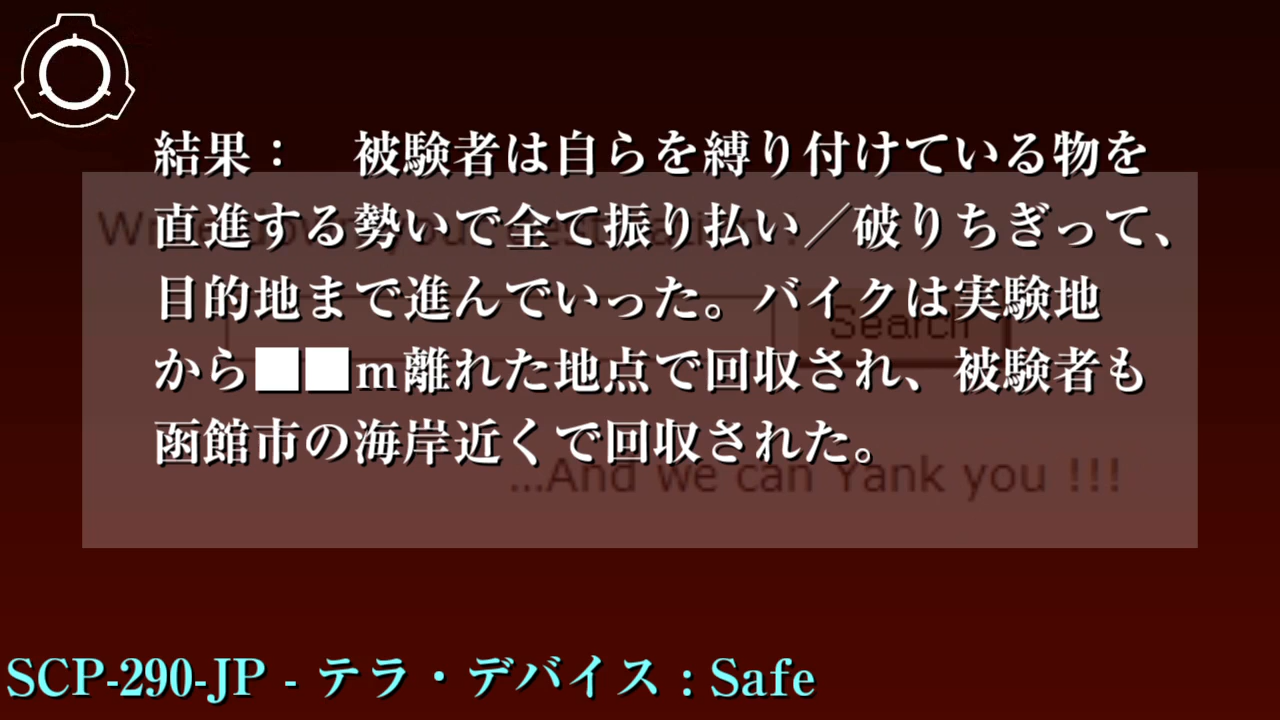 結果：　被験者は自らを縛り付けている物を
直進する勢いで全て振り払い／破りちぎって、
目的地まで進んでいった。バイクは実験地
から■■m離れた地点で回収され、被験者も
函館市の海岸近くで回収された。
Search
...And we can Yank you !!!
SCP-290-JP - テラ・デバイス : Safe